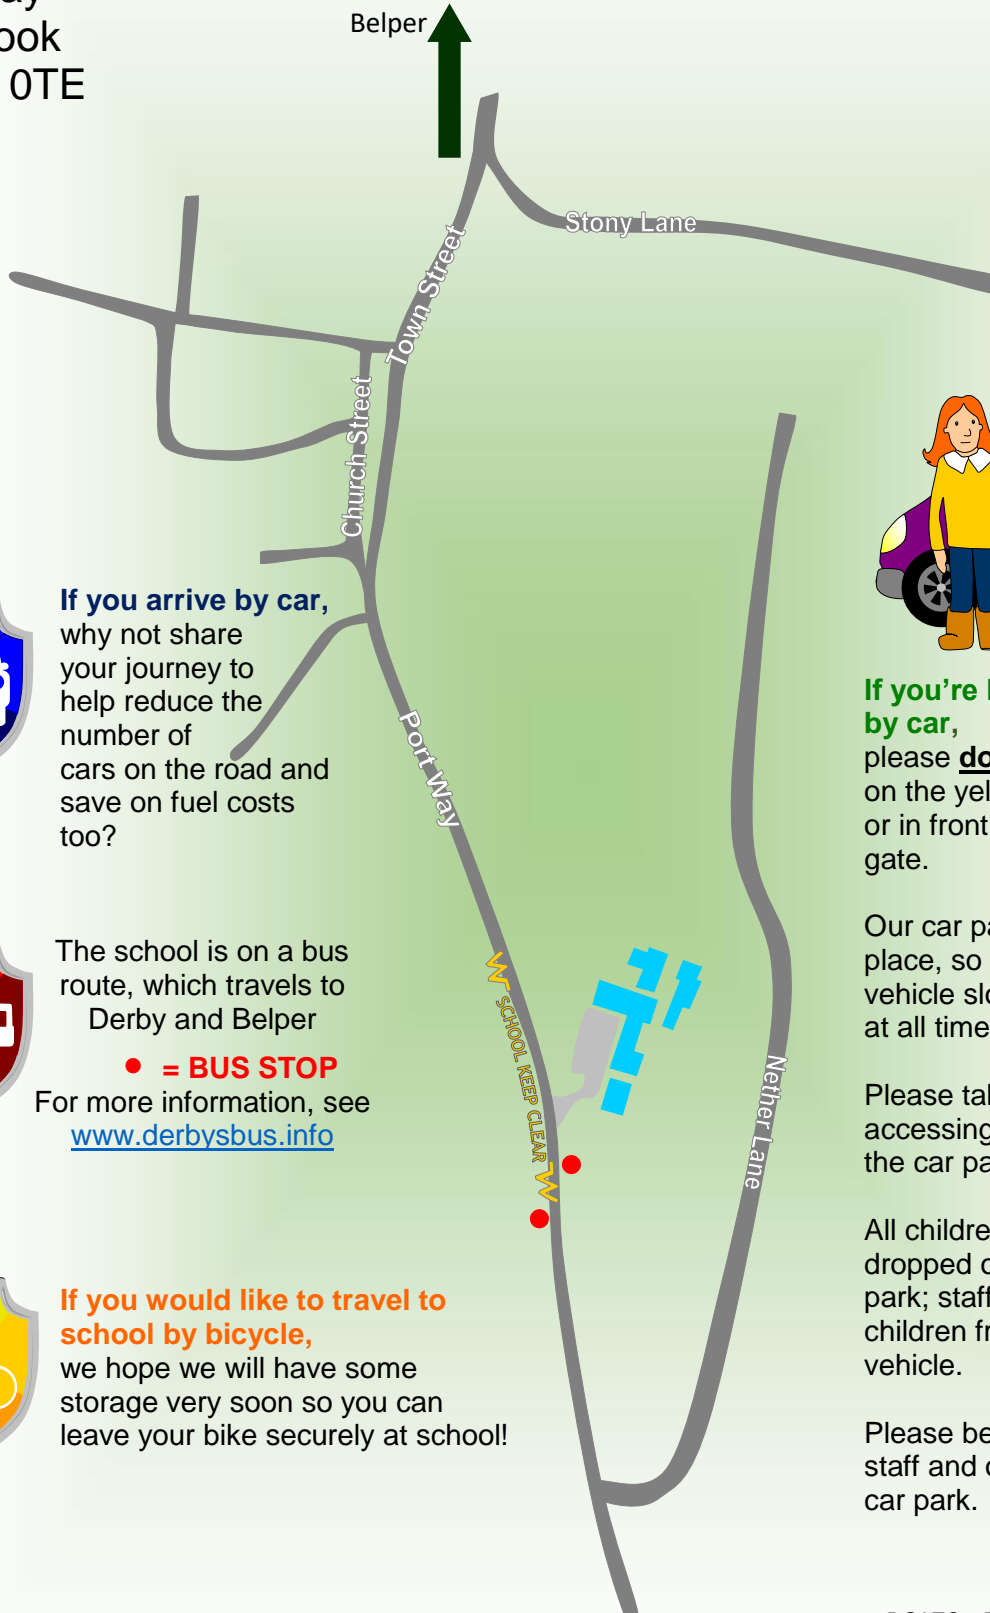 ay
ook
0TE
Belper
Stony Lane
Town Street
Church Street
If you arrive by car,
why not share
your journey to
help reduce the
number of
cars on the road and
save on fuel costs
too?
Port Way
If you're
by car,
please do
on the yel
or in front
gate.
Our car pa
place, so
vehicle slo
at all time
Please tal
accessing
the car pa
All childre
dropped o
park; staff
children fr
vehicle.
Please be
staff and c
car park.
The school is on a bus
route, which travels to
Derby and Belper
= BUS STOP
For more information, see
www.derbysbus.info
SCHOOL KEEP CLEAR
Nether Lane
If you would like to travel to
school by bicycle,
we hope we will have some
storage very soon so you can
leave your bike securely at school!